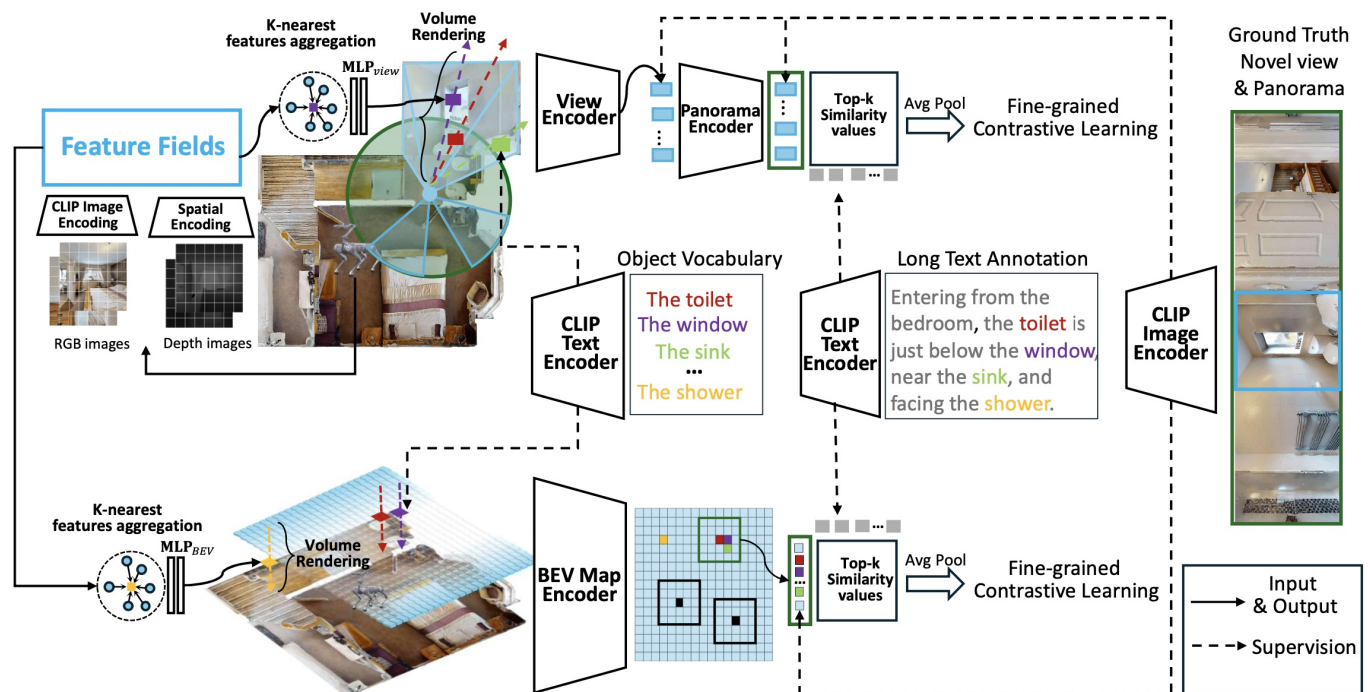 K-nearest
features aggregation
MLP_view
Volume
Rendering
View
Encoder
Panorama
Encoder
Top-k
Similarity
values
Avg Pool
Fine-grained
Contrastive Learning
Ground Truth
Novel view
& Panorama
Feature Fields
CLIP Image
Encoding
Spatial
Encoding
RGB images
Depth images
CLIP
Text
Encoder
Object Vocabulary
The toilet
The window
The sink
...
The shower
CLIP
Text
Encoder
Long Text Annotation
Entering from the
bedroom, the toilet is
just below the window,
near the sink, and
facing the shower.
CLIP
Image
Encoder
K-nearest
features aggregation
MLP_BEV
Volume
Rendering
BEV Map
Encoder
Top-k
Similarity
values
Avg Pool
Fine-grained
Contrastive Learning
Input
& Output
Supervision